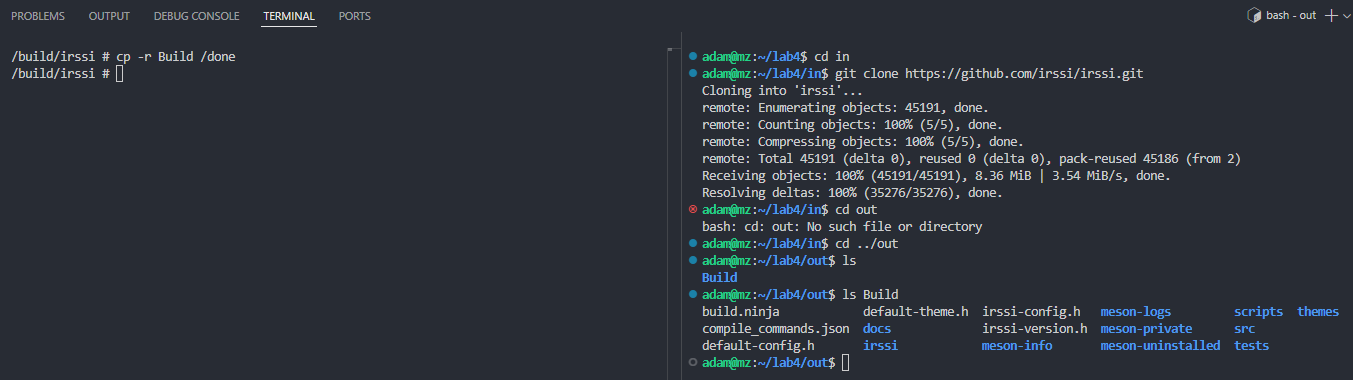 PROBLEMS OUTPUT DEBUG CONSOLE TERMINAL PORTS
bash - out
/build/irssi # cp -r Build /done
/build/irssi #
adam@mz:~/lab4$ cd in
adam@mz:~/lab4/in$ git clone https://github.com/irssi/irssi.git
Cloning into 'irssi'...
remote: Enumerating objects: 45191, done.
remote: Counting objects: 100% (5/5), done.
remote: Compressing objects: 100% (5/5), done.
remote: Total 45191 (delta 0), reused 0 (delta 0), pack-reused 45186 (from 2)
Receiving objects: 100% (45191/45191), 8.36 MiB | 3.54 MiB/s, done.
Resolving deltas: 100% (35276/35276), done.
adam@mz:~/lab4/in$ cd out
bash: cd: out: No such file or directory
adam@mz:~/lab4/in$ cd ../out
adam@mz:~/lab4/out$ ls
Build
adam@mz:~/lab4/out$ ls Build
build.ninja default-theme.h irssi-config.h meson-logs scripts themes
compile_commands.json docs irssi-version.h meson-private src
default-config.h irssi meson-info meson-uninstalled tests
adam@mz:~/lab4/out$